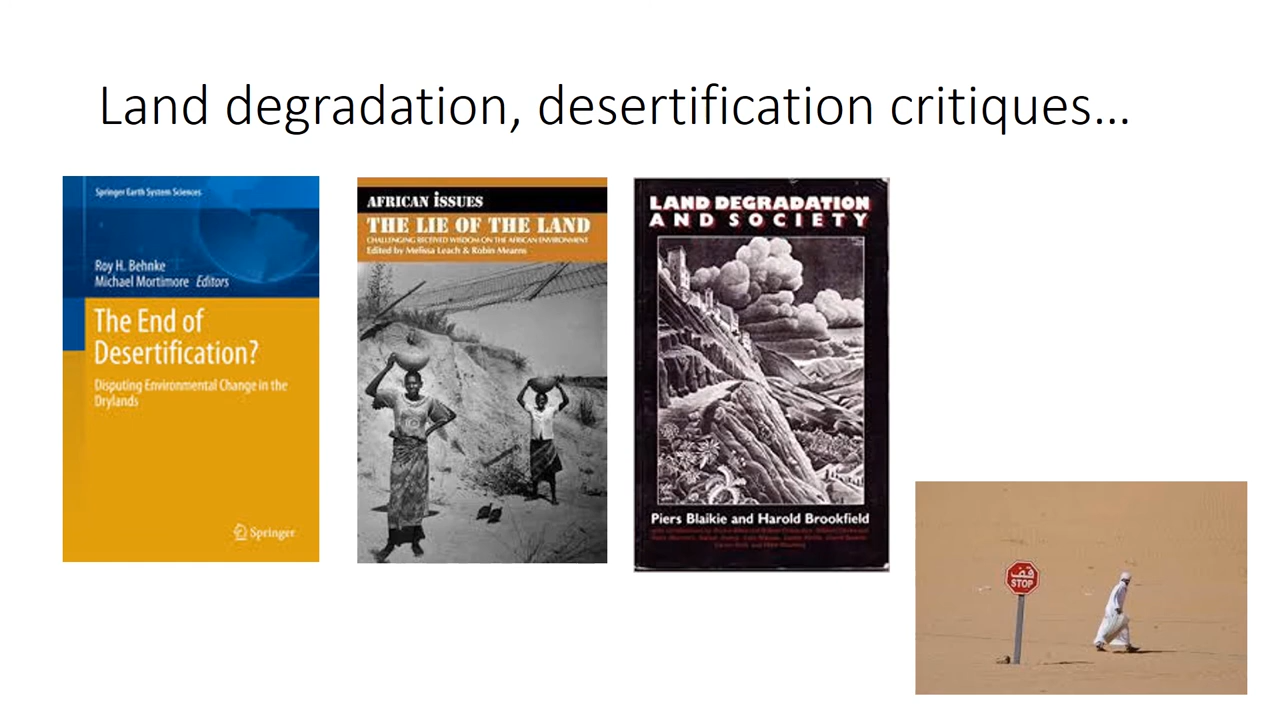 Land degradation, desertification critiques...
Springer Earth System Sciences
Roy H. Behnke
Michael Mortimore Editors
The End of
Desertification?
Disputing Environmental Change in the
Drylands
Springer
AFRICAN iSSUES
THE LIE OF THE LAND
CHALLENGING RECEIVED WISDOM ON THE AFRICAN ENVIRONMENT
Edited by Melissa Leach & Robin Mearns
LAND DEGRADATION
AND SOCIETY
Piers Blaikie and Harold Brookfield
قف
STOP